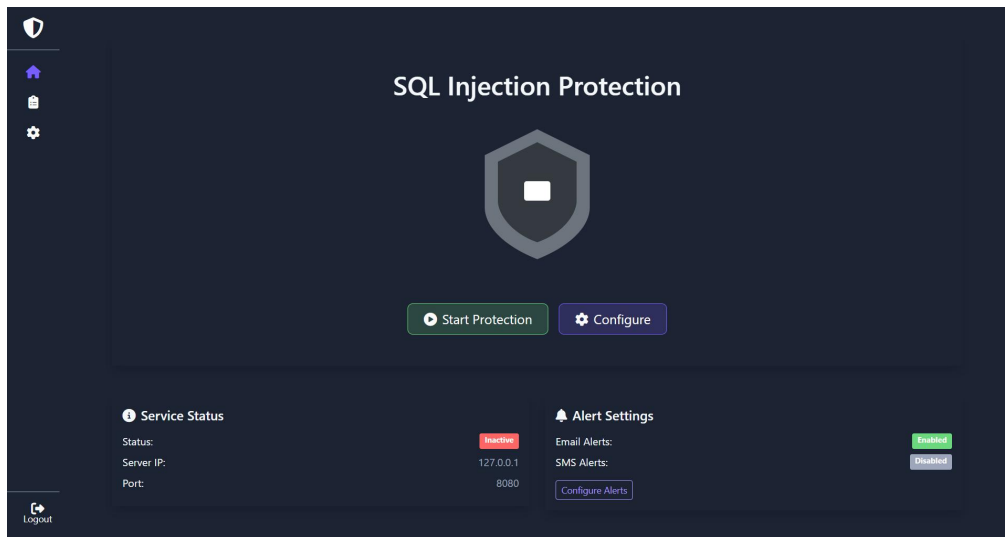 SQL Injection Protection
Start Protection Configure
Service Status
Status: Inactive
Server IP: 127.0.0.1
Port: 8080
Alert Settings
Email Alerts: Enabled
SMS Alerts: Disabled
Configure Alerts
Logout